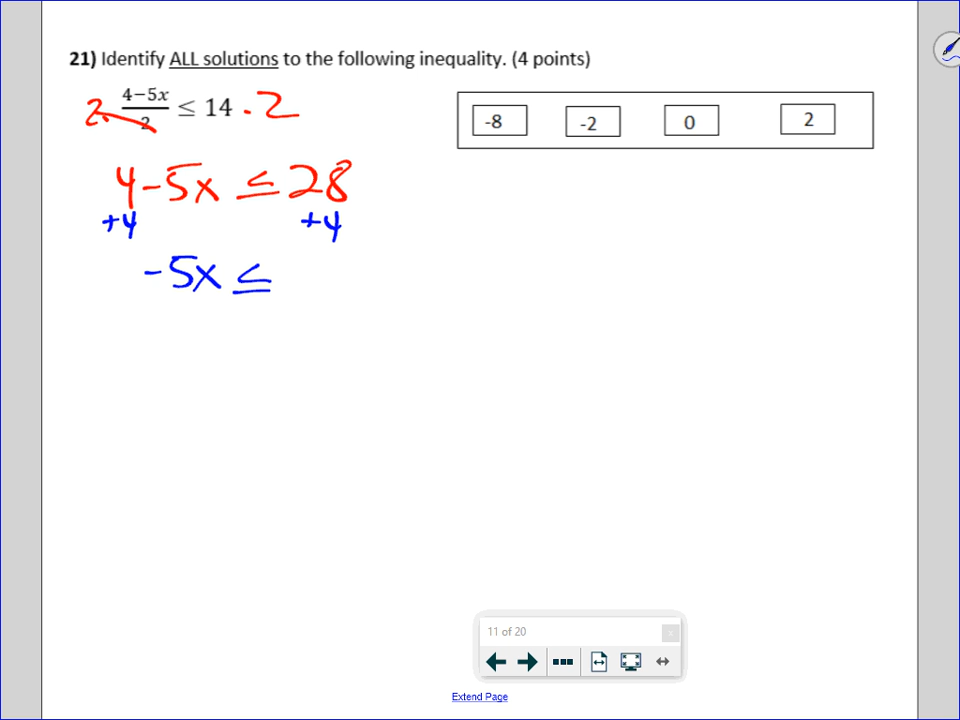 21) Identify ALL solutions to the following inequality. (4 points)
2· (4−5x)/2 ≤ 14 ·2
-8 -2 0 2
4-5x ≤ 28
+4 +4
-5x ≤
11 of 20
Extend Page